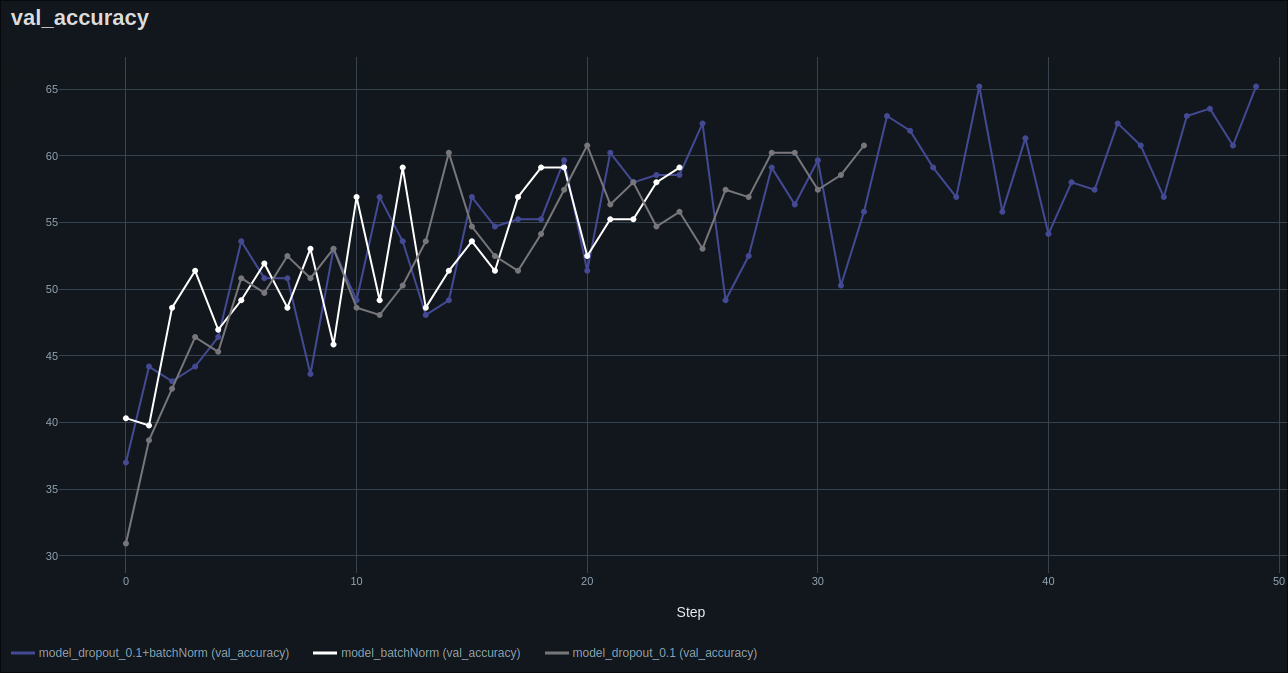 val_accuracy
65
60
55
50
45
40
35
30
0 10 20 30 40 50
Step
model_dropout_0.1+batchNorm (val_accuracy) model_batchNorm (val_accuracy) model_dropout_0.1 (val_accuracy)